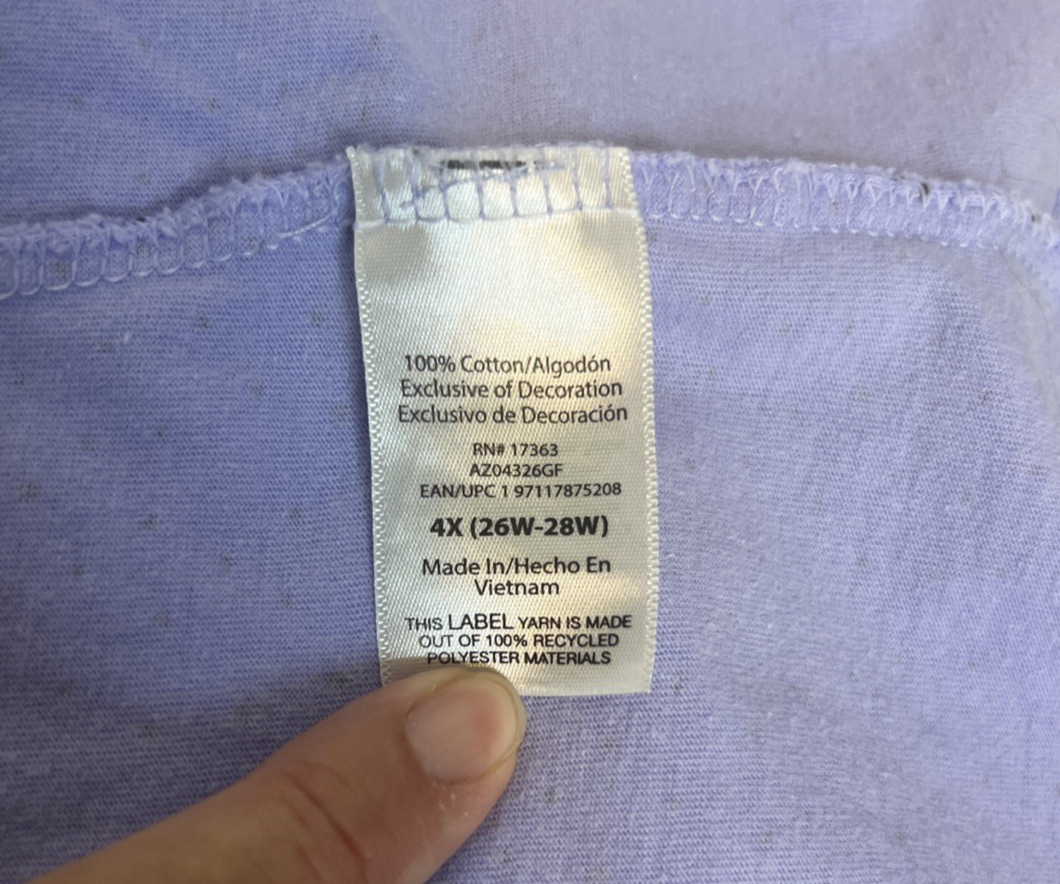 100% Cotton/Algodón
Exclusive of Decoration
Exclusivo de Decoración
RN# 17363
AZ04326GF
EAN/UPC 1 97117875208
4X (26W-28W)
Made In/Hecho En
Vietnam
THIS LABEL YARN IS MADE
OUT OF 100% RECYCLED
POLYESTER MATERIALS